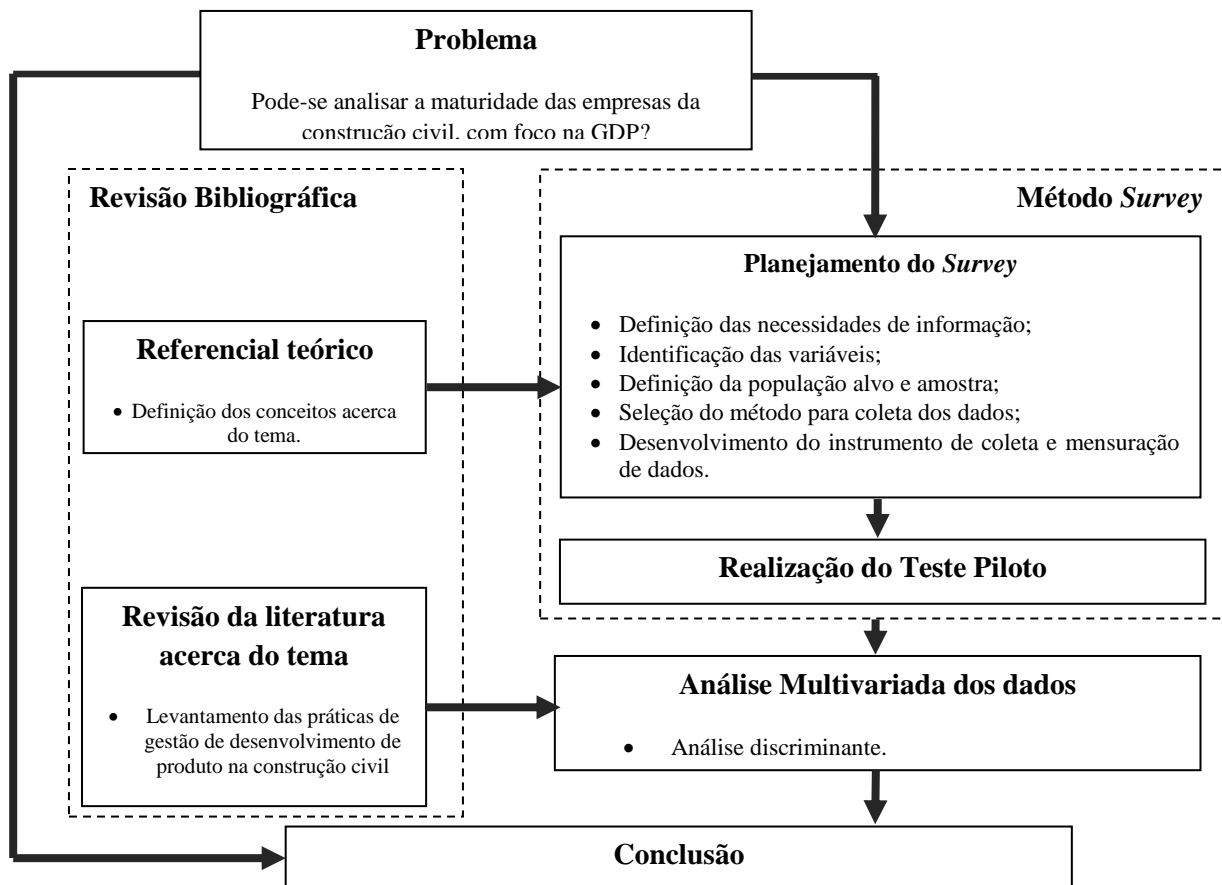 Problema
Pode-se analisar a maturidade das empresas da
construção civil, com foco na GDP?
Revisão Bibliográfica
Método Survey
Planejamento do Survey
• Definição das necessidades de informação;
• Identificação das variáveis;
• Definição da população alvo e amostra;
• Seleção do método para coleta dos dados;
• Desenvolvimento do instrumento de coleta e mensuração
de dados.
Referencial teórico
• Definição dos conceitos acerca
do tema.
Realização do Teste Piloto
Revisão da literatura
acerca do tema
• Levantamento das práticas de
gestão de desenvolvimento de
produto na construção civil
Análise Multivariada dos dados
• Análise discriminante.
Conclusão